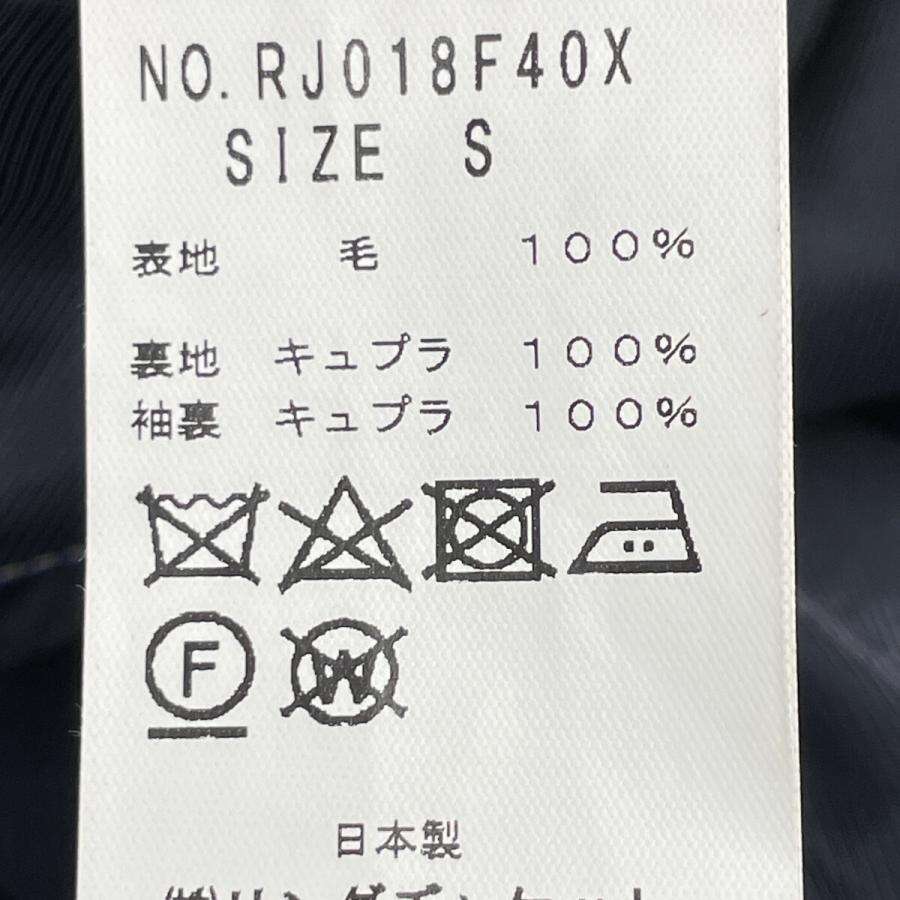 NO.RJ018F40X
SIZE S
表地 毛 100%
裏地 キュプラ 100%
袖裏 キュプラ 100%
F
W
日本製